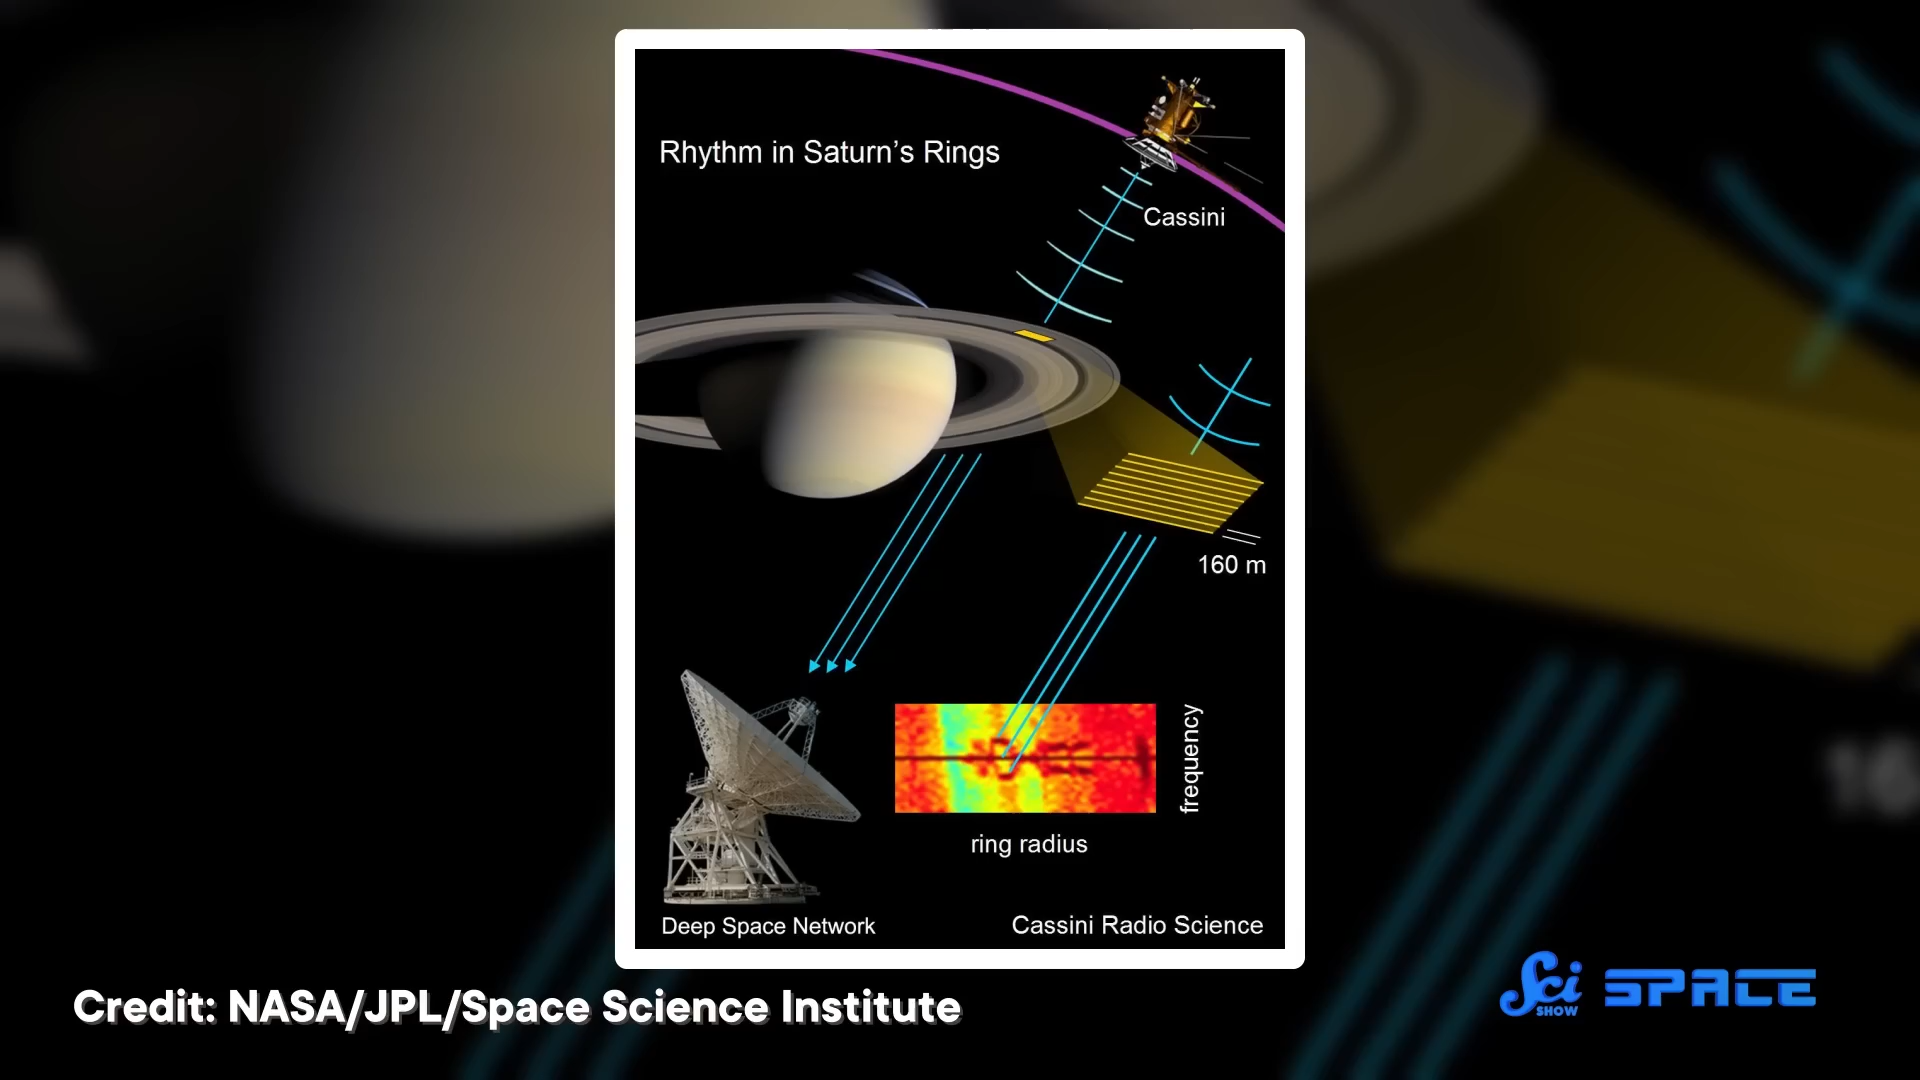 Rhythm in Saturn's Rings
Cassini
160 m
frequency
ring radius
Deep Space Network
Cassini Radio Science
Credit: NASA/JPL/Space Science Institute
Sci
SHOW
SPACE
16